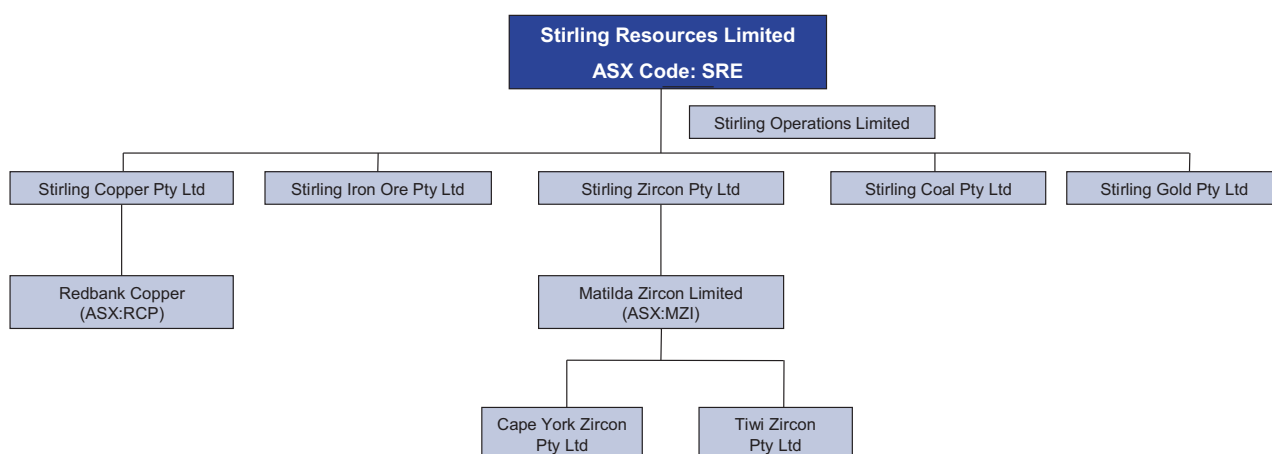 Stirling Resources Limited
ASX Code: SRE
Stirling Operations Limited
Stirling Copper Pty Ltd
Stirling Iron Ore Pty Ltd
Stirling Zircon Pty Ltd
Stirling Coal Pty Ltd
Stirling Gold Pty Ltd
Redbank Copper
(ASX:RCP)
Matilda Zircon Limited
(ASX:MZI)
Cape York Zircon
Pty Ltd
Tiwi Zircon
Pty Ltd